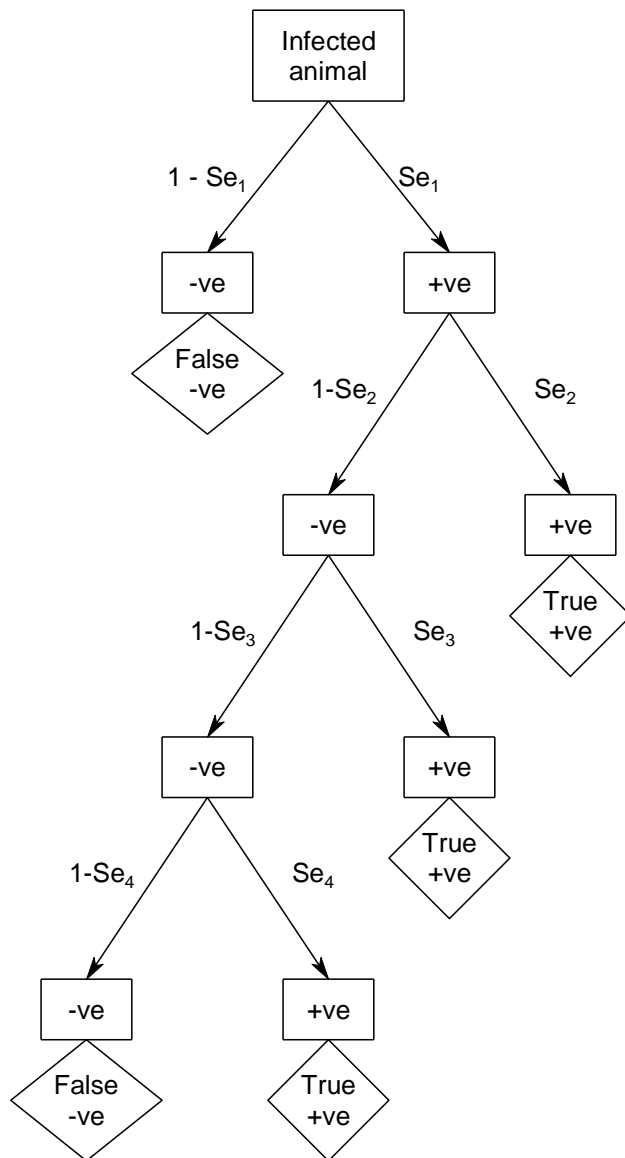 Infected
animal
1 - Se₁
Se₁
-ve
+ve
False
-ve
1-Se₂
Se₂
-ve
+ve
True
+ve
1-Se₃
Se₃
-ve
+ve
True
+ve
1-Se₄
Se₄
-ve
+ve
False
-ve
True
+ve